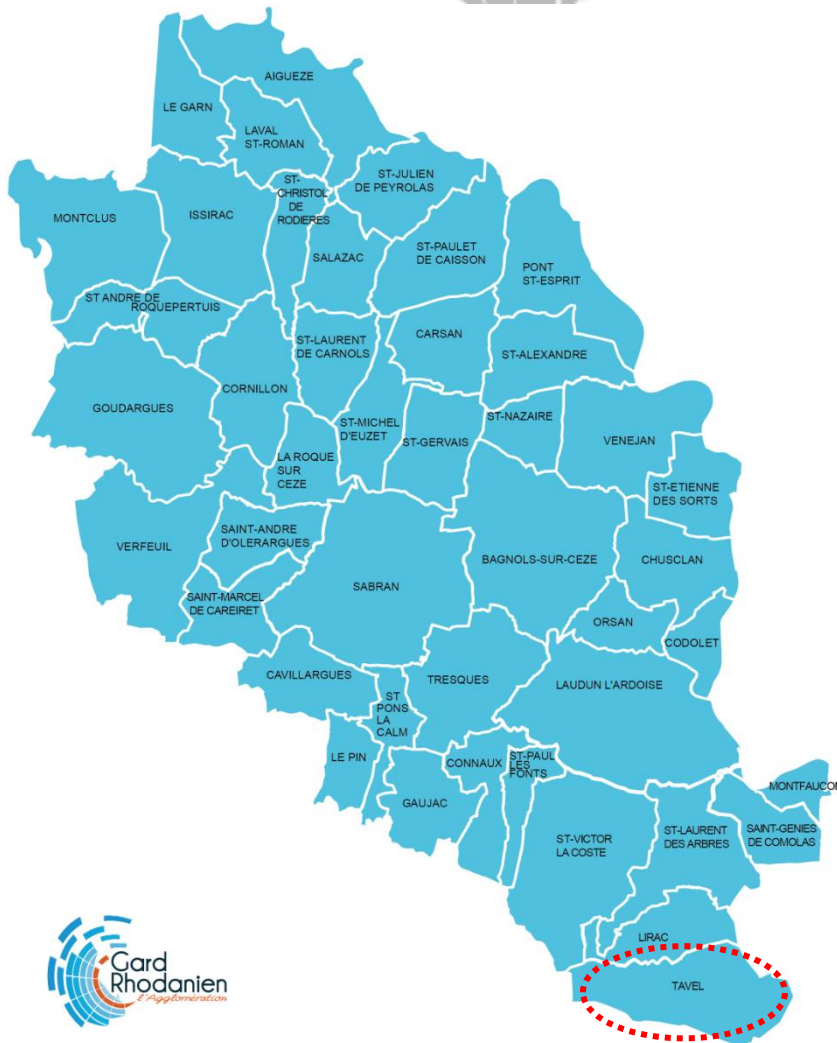 AIGUEZE
LE GARN
LAVAL
ST-ROMAN
ST-JULIEN
DE PEYROLAS
ST-
CHRISTOL
DE
RODIERES
MONTCLUS
ISSIRAC
ST-PAULET
DE CAISSON
SALAZAC
PONT
ST-ESPRIT
ST ANDRE DE
ROQUEPERTUIS
ST-LAURENT
DE CARNOLS
CARSAN
ST-ALEXANDRE
CORNILLON
GOUDARGUES
ST-MICHEL
D'EUZET
ST-GERVAIS
ST-NAZAIRE
VENEJAN
LA ROQUE
SUR
CEZE
ST-ETIENNE
DES SORTS
SAINT-ANDRE
D'OLERARGUES
VERFEUIL
BAGNOLS-SUR-CEZE
CHUSCLAN
SABRAN
SAINT-MARCEL
DE CAREIRET
ORSAN
CODOLET
CAVILLARGUES
TRESQUES
LAUDUN L'ARDOISE
ST
PONS
LA
CALM
LE PIN
CONNAUX
ST-PAUL
LES
FONTS
GAUJAC
MONTFAUCON
ST-VICTOR
LA COSTE
ST-LAURENT
DES ARBRES
SAINT-GENIES
DE COMOLAS
LIRAC
TAVEL
Gard
Rhodanien
l'Agglomération